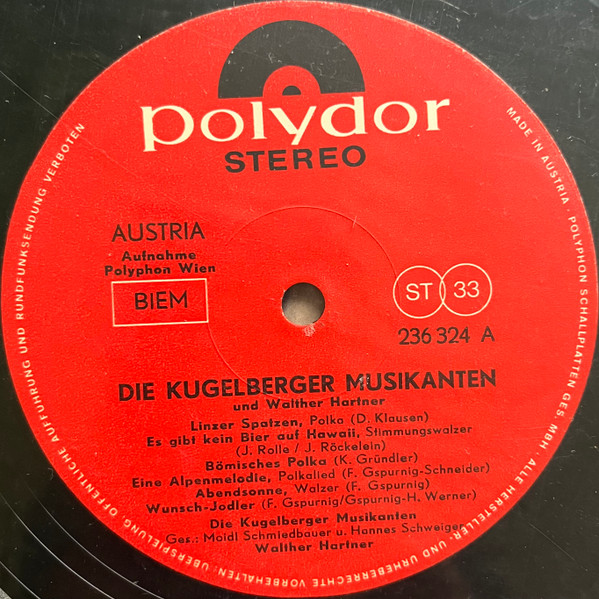 polydor
STEREO
AUSTRIA
Aufnahme
Polyphon Wien
BIEM
ST 33
236 324 A
DIE KUGELBERGER MUSIKANTEN
und Walther Hartner
Linzer Spatzen, Polka (D. Klausen)
Es gibt kein Bier auf Hawaii, Stimmungswalzer
(J. Rolle / J. Röckelein)
Bömisches Polka (K. Gründler)
Eine Alpenmelodie, Polkalied (F. Gspurnig-Schneider)
Abendsonne, Walzer (F. Gspurnig)
Wunsch-Jodler (F. Gspurnig/Gspurnig-H. Werner)
Die Kugelberger Musikanten
Ges.: Moidl Schmiedbauer u. Hannes Schweiger
Walther Hartner
MADE IN AUSTRIA · POLYPHON SCHALLPLATTEN GES. MBH · ALLE HERSTELLER- UND URHEBERRECHTE VORBEHALTEN · ÜBERSPIELUNG ÖFFENTLICHE AUFFÜHRUNG UND RUNDFUNKSENDUNG VERBOTEN